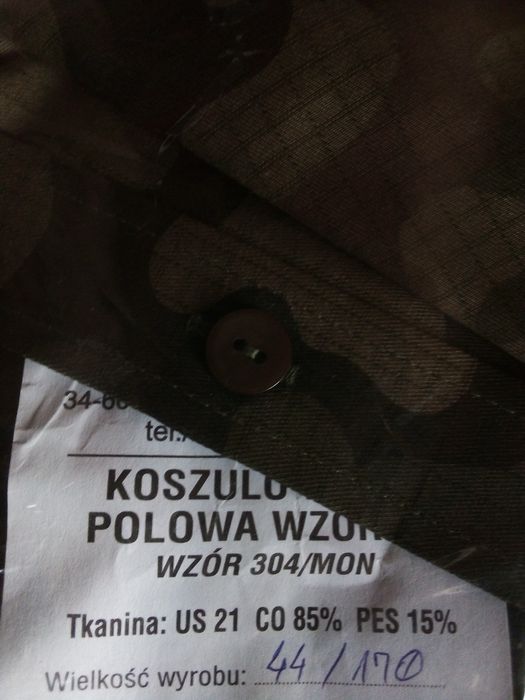 34-60
tel./
KOSZULO
POLOWA WZÓR
WZÓR 304/MON
Tkanina: US 21 CO 85% PES 15%
Wielkość wyrobu: 44/170